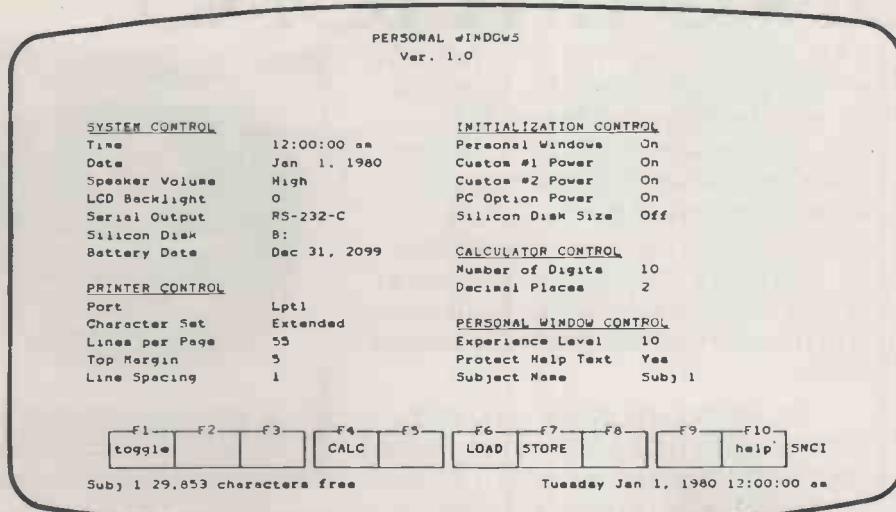 PERSONAL WINDOWS
Ver. 1.0
SYSTEM CONTROL
Time 12:00:00 am
Date Jan 1, 1980
Speaker Volume High
LCD Backlight 0
Serial Output RS-232-C
Silicon Disk B:
Battery Date Dec 31, 2099
PRINTER CONTROL
Port Lpt1
Character Set Extended
Lines per Page 55
Top Margin 5
Line Spacing 1
INITIALIZATION CONTROL
Personal Windows On
Custom #1 Power On
Custom #2 Power On
PC Option Power On
Silicon Disk Size Off
CALCULATOR CONTROL
Number of Digits 10
Decimal Places 2
PERSONAL WINDOW CONTROL
Experience Level 10
Protect Help Text Yes
Subject Name Subj 1
F1 F2 F3 F4 F5 F6 F7 F8 F9 F10
toggle CALC LOAD STORE help SNCI
Subj 1 29,853 characters free Tuesday Jan 1, 1980 12:00:00 am